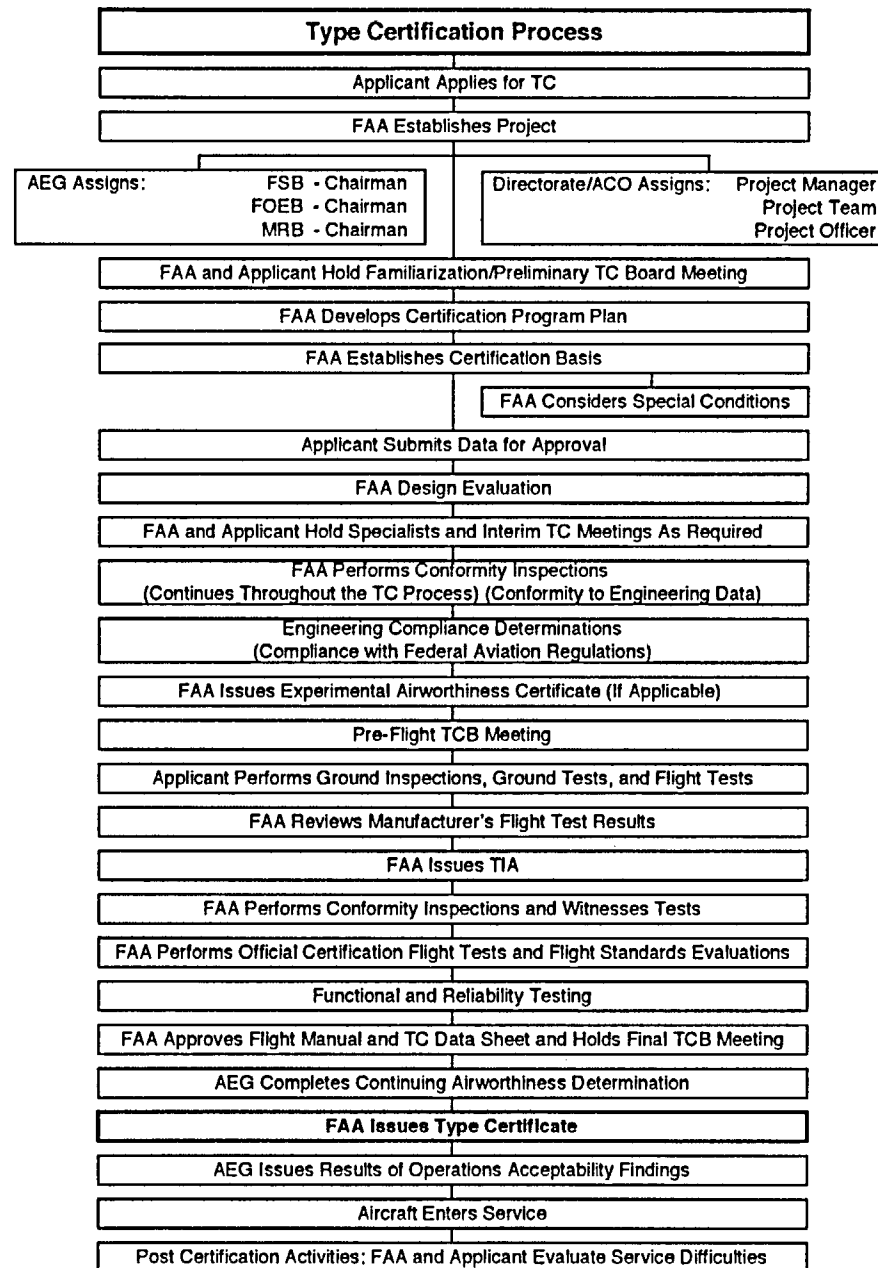 Type Certification Process
Applicant Applies for TC
FAA Establishes Project
AEG Assigns: FSB - Chairman
FOEB - Chairman
MRB - Chairman
Directorate/ACO Assigns: Project Manager
Project Team
Project Officer
FAA and Applicant Hold Familiarization/Preliminary TC Board Meeting
FAA Develops Certification Program Plan
FAA Establishes Certification Basis
FAA Considers Special Conditions
Applicant Submits Data for Approval
FAA Design Evaluation
FAA and Applicant Hold Specialists and Interim TC Meetings As Required
FAA Performs Conformity Inspections
(Continues Throughout the TC Process) (Conformity to Engineering Data)
Engineering Compliance Determinations
(Compliance with Federal Aviation Regulations)
FAA Issues Experimental Airworthiness Certificate (If Applicable)
Pre-Flight TCB Meeting
Applicant Performs Ground Inspections, Ground Tests, and Flight Tests
FAA Reviews Manufacturer's Flight Test Results
FAA Issues TIA
FAA Performs Conformity Inspections and Witnesses Tests
FAA Performs Official Certification Flight Tests and Flight Standards Evaluations
Functional and Reliability Testing
FAA Approves Flight Manual and TC Data Sheet and Holds Final TCB Meeting
AEG Completes Continuing Airworthiness Determination
FAA Issues Type Certificate
AEG Issues Results of Operations Acceptability Findings
Aircraft Enters Service
Post Certification Activities: FAA and Applicant Evaluate Service Difficulties